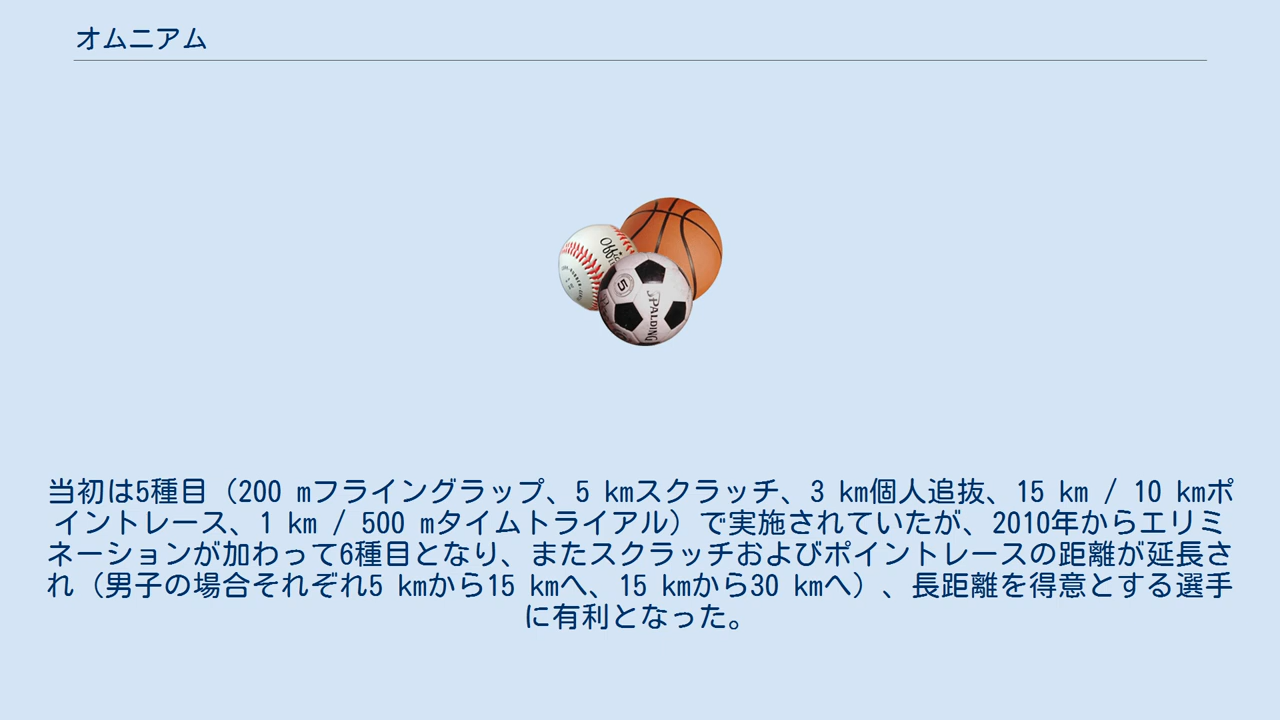 オムニアム
Offi
5
SPALDING
当初は5種目（200 mフライングラップ、5 kmスクラッチ、3 km個人追抜、15 km / 10 kmポ
イントレース、1 km / 500 mタイムトライアル）で実施されていたが、2010年からエリミ
ネーションが加わって6種目となり、またスクラッチおよびポイントレースの距離が延長さ
れ（男子の場合それぞれ5 kmから15 kmへ、15 kmから30 kmへ）、長距離を得意とする選手
に有利となった。